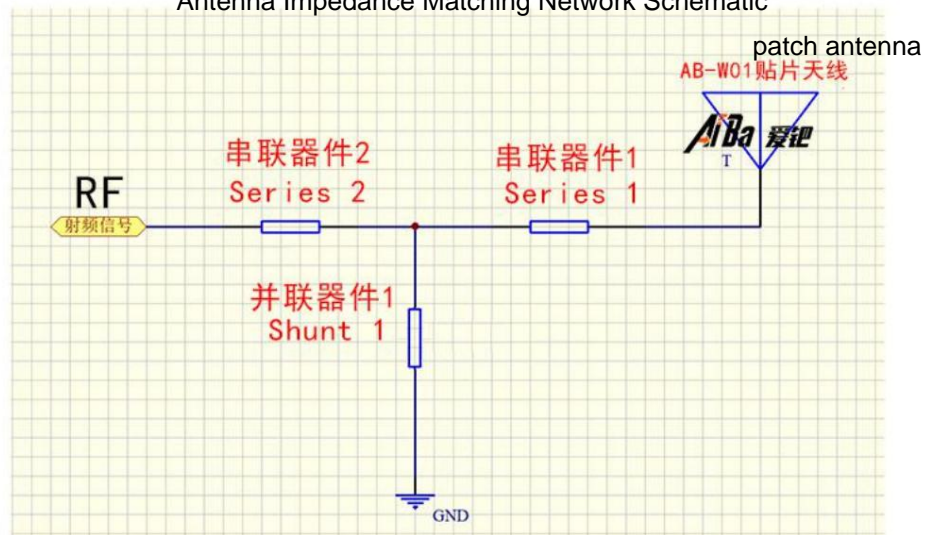 Antenna Impedance Matching Network Schematic
patch antenna
AB-W01贴片天线
AiBa 爱钯
T
串联器件2
Series 2
串联器件1
Series 1
RF
射频信号
并联器件1
Shunt 1
GND